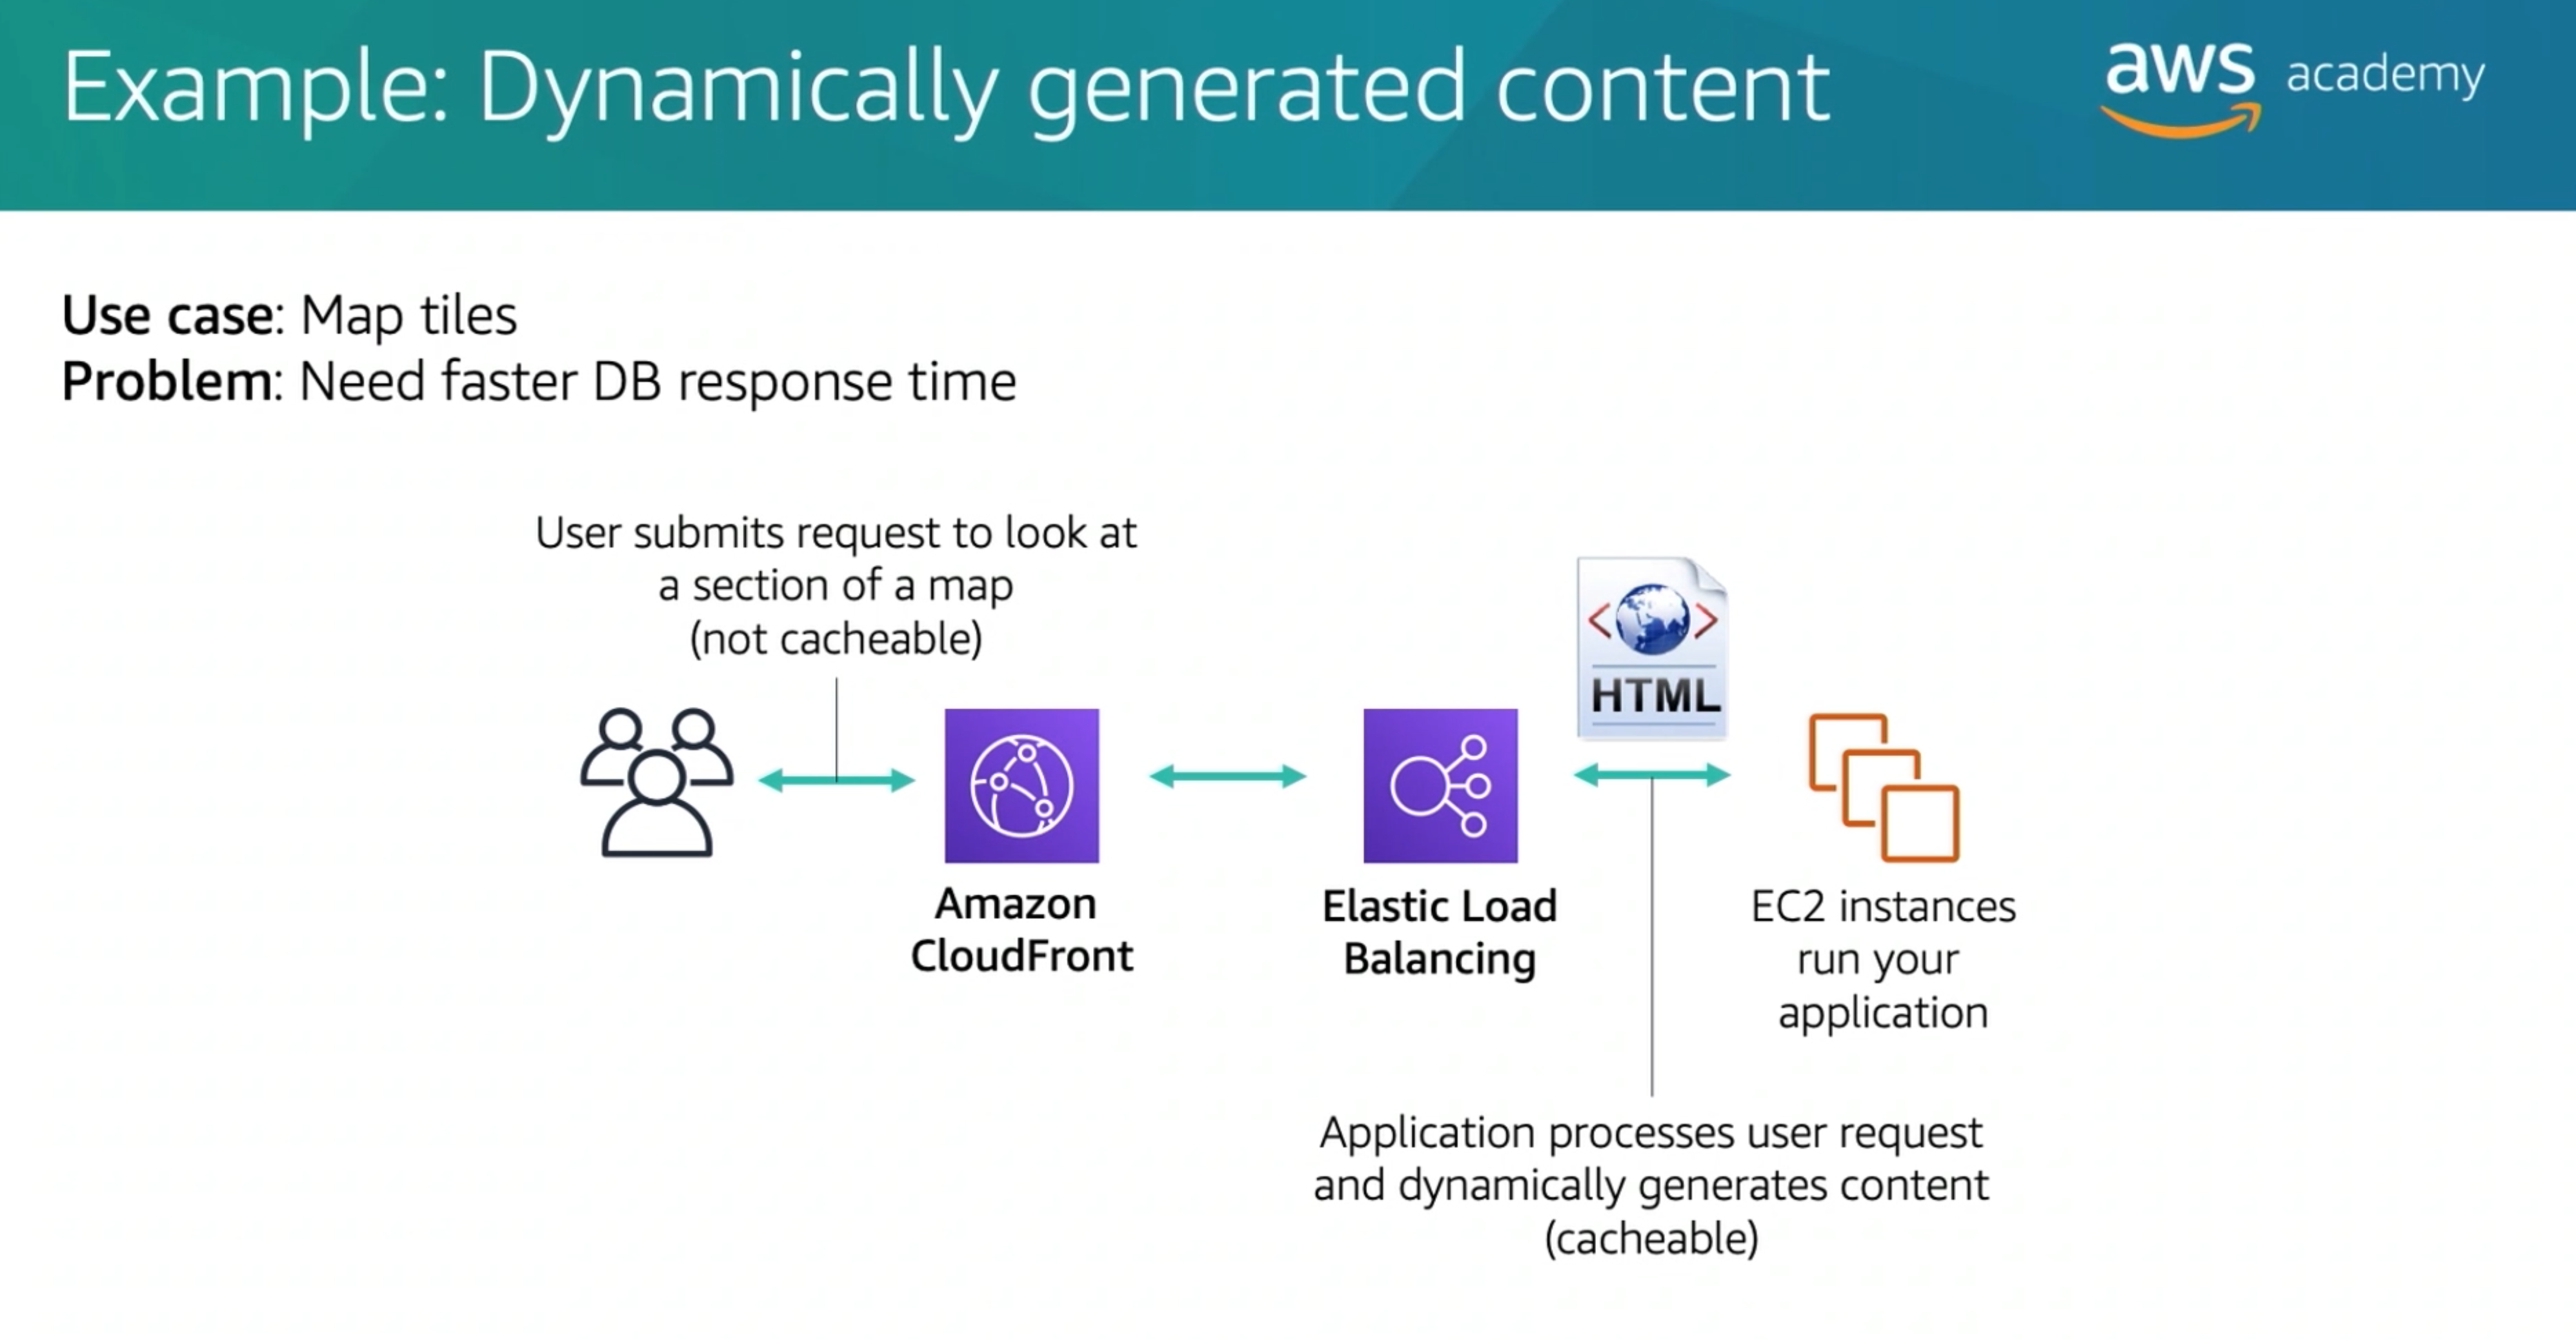 Example: Dynamically generated content
aws academy
Use case: Map tiles
Problem: Need faster DB response time
User submits request to look at
a section of a map
(not cacheable)
< >
HTML
Amazon
CloudFront
Elastic Load
Balancing
EC2 instances
run your
application
Application processes user request
and dynamically generates content
(cacheable)